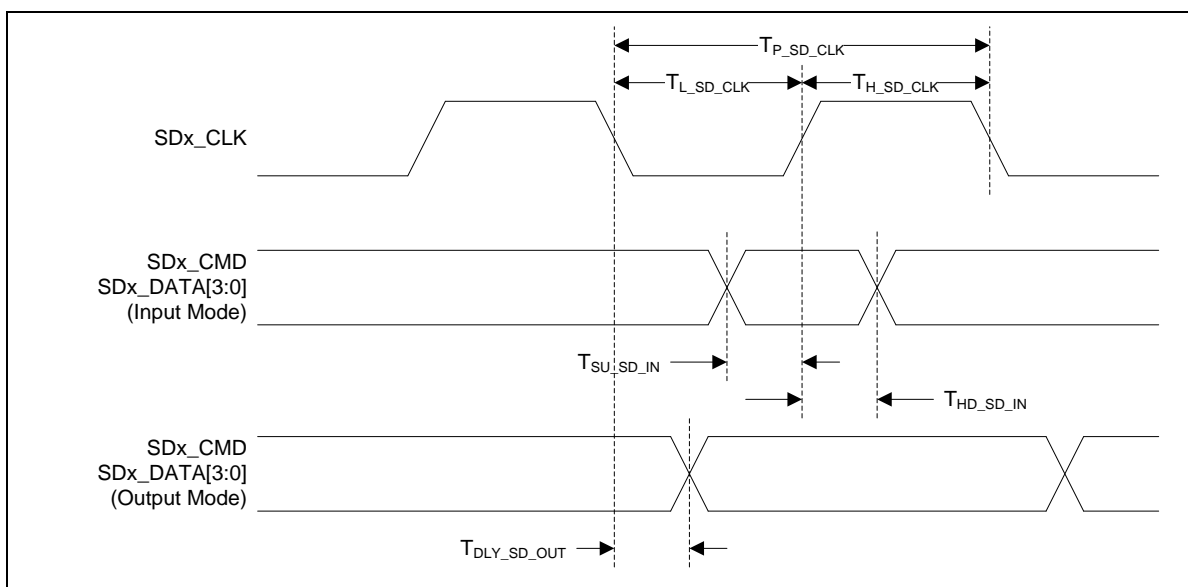 T_P_SD_CLK
T_L_SD_CLK T_H_SD_CLK
SDx_CLK
SDx_CMD
SDx_DATA[3:0]
(Input Mode)
T_SU_SD_IN
T_HD_SD_IN
SDx_CMD
SDx_DATA[3:0]
(Output Mode)
T_DLY_SD_OUT